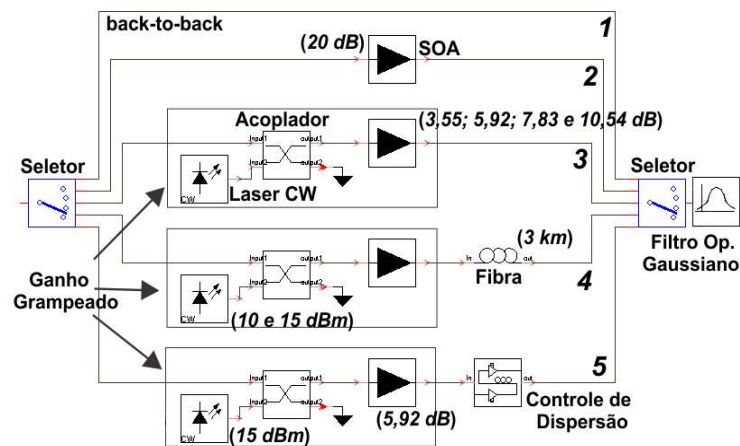 back-to-back
1
(20 dB)
SOA
2
Acoplador
(3,55; 5,92; 7,83 e 10,54 dB)
Seletor
Input1
output1
Input2
output2
3
Seletor
CW
Laser CW
(3 km)
Filtro Op.
Gaussiano
Ganho
Grampeado
Input1
output1
Input2
output2
In
out
Fibra
4
CW
(10 e 15 dBm)
5
Input1
output1
Input2
output2
In
Out
Controle de
Dispersão
CW
(15 dBm)
(5,92 dB)